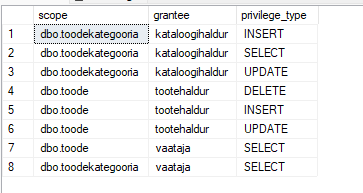 scope grantee privilege_type
1 dbo.toodekategooria kataloogihaldur INSERT
2 dbo.toodekategooria kataloogihaldur SELECT
3 dbo.toodekategooria kataloogihaldur UPDATE
4 dbo.toode tootehaldur DELETE
5 dbo.toode tootehaldur INSERT
6 dbo.toode tootehaldur UPDATE
7 dbo.toode vaataja SELECT
8 dbo.toodekategooria vaataja SELECT